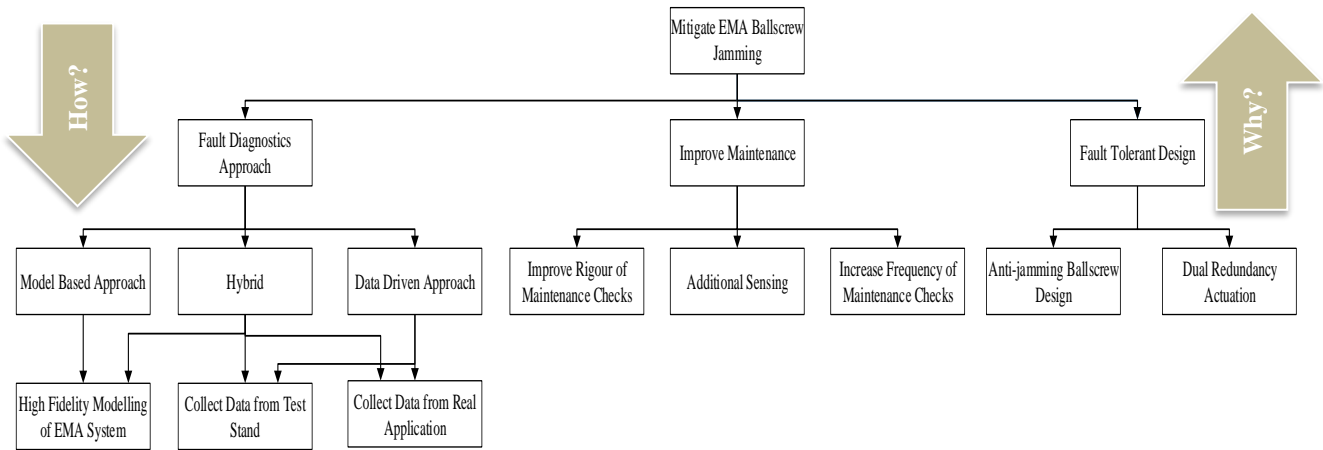 Mitigate EMA Ballscrew
Jamming
How?
Why?
Fault Diagnostics
Approach
Improve Maintenance
Fault Tolerant Design
Model Based Approach
Hybrid
Data Driven Approach
Improve Rigour of
Maintenance Checks
Additional Sensing
Increase Frequency of
Maintenance Checks
Anti-jamming Ballscrew
Design
Dual Redundancy
Actuation
High Fidelity Modelling
of EMA System
Collect Data from Test
Stand
Collect Data from Real
Application